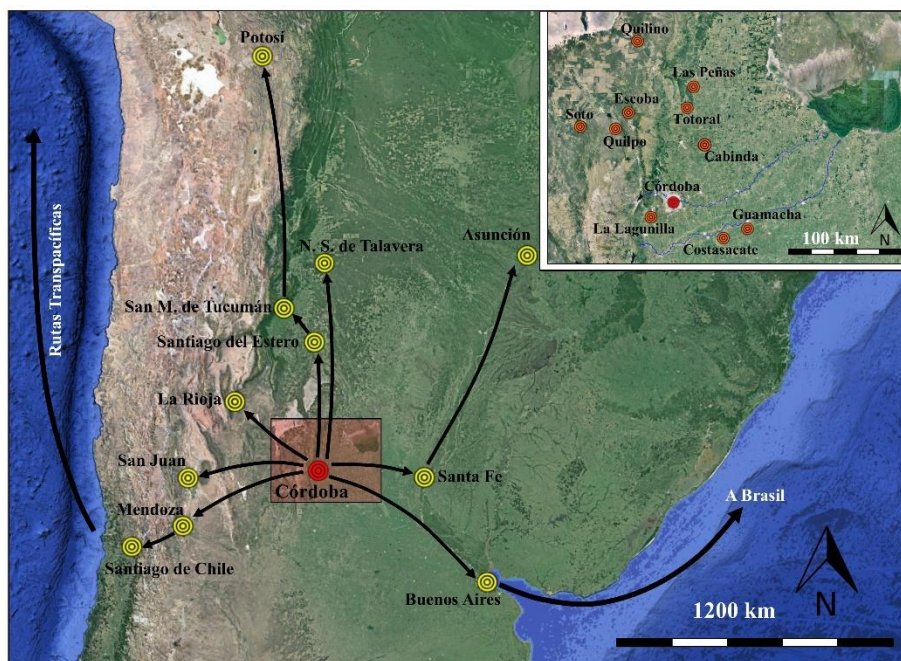 Potosí
Quilino
Las Peñas
Escoba
Soto
Totoral
Quilpo
Cabinda
Córdoba
Guamacha
La Lagunilla
Costasacate
100 km
N
Asunción
N. S. de Talavera
Rutas Transpacíficas
San M. de Tucumán
Santiago del Estero
La Rioja
San Juan
Santa Fe
Córdoba
A Brasil
Mendoza
Santiago de Chile
Buenos Aires
N
1200 km